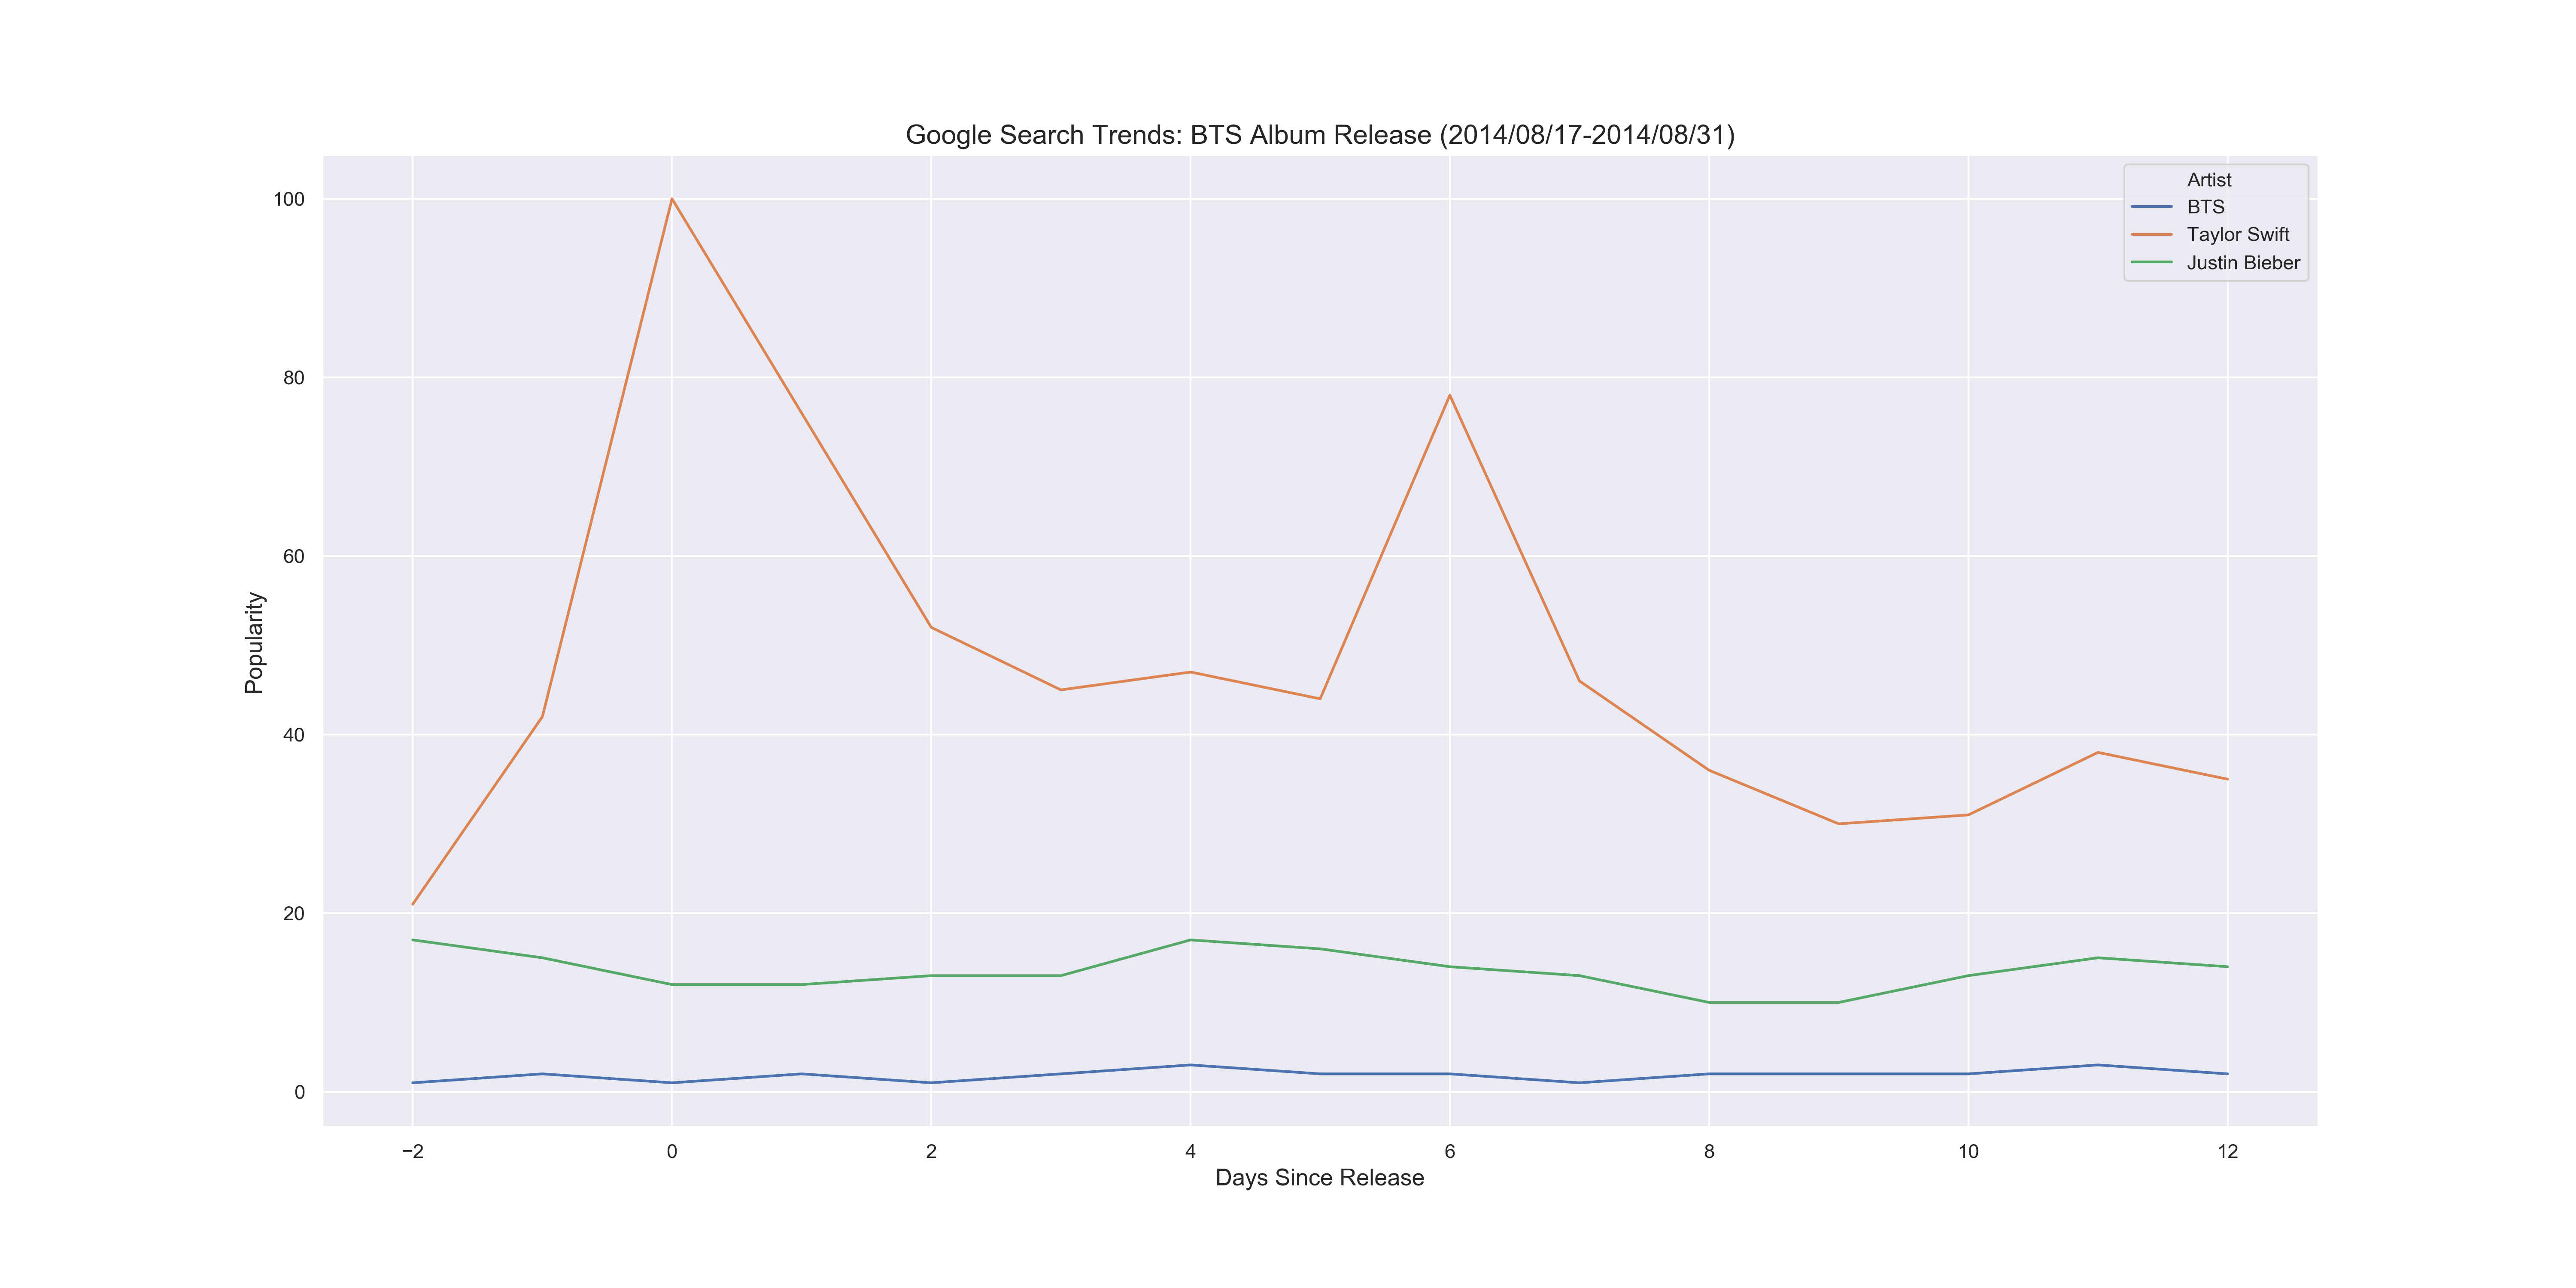 Google Search Trends: BTS Album Release (2014/08/17-2014/08/31)
Artist
BTS
Taylor Swift
Justin Bieber
100
80
60
40
20
0
Popularity
−2 0 2 4 6 8 10 12
Days Since Release